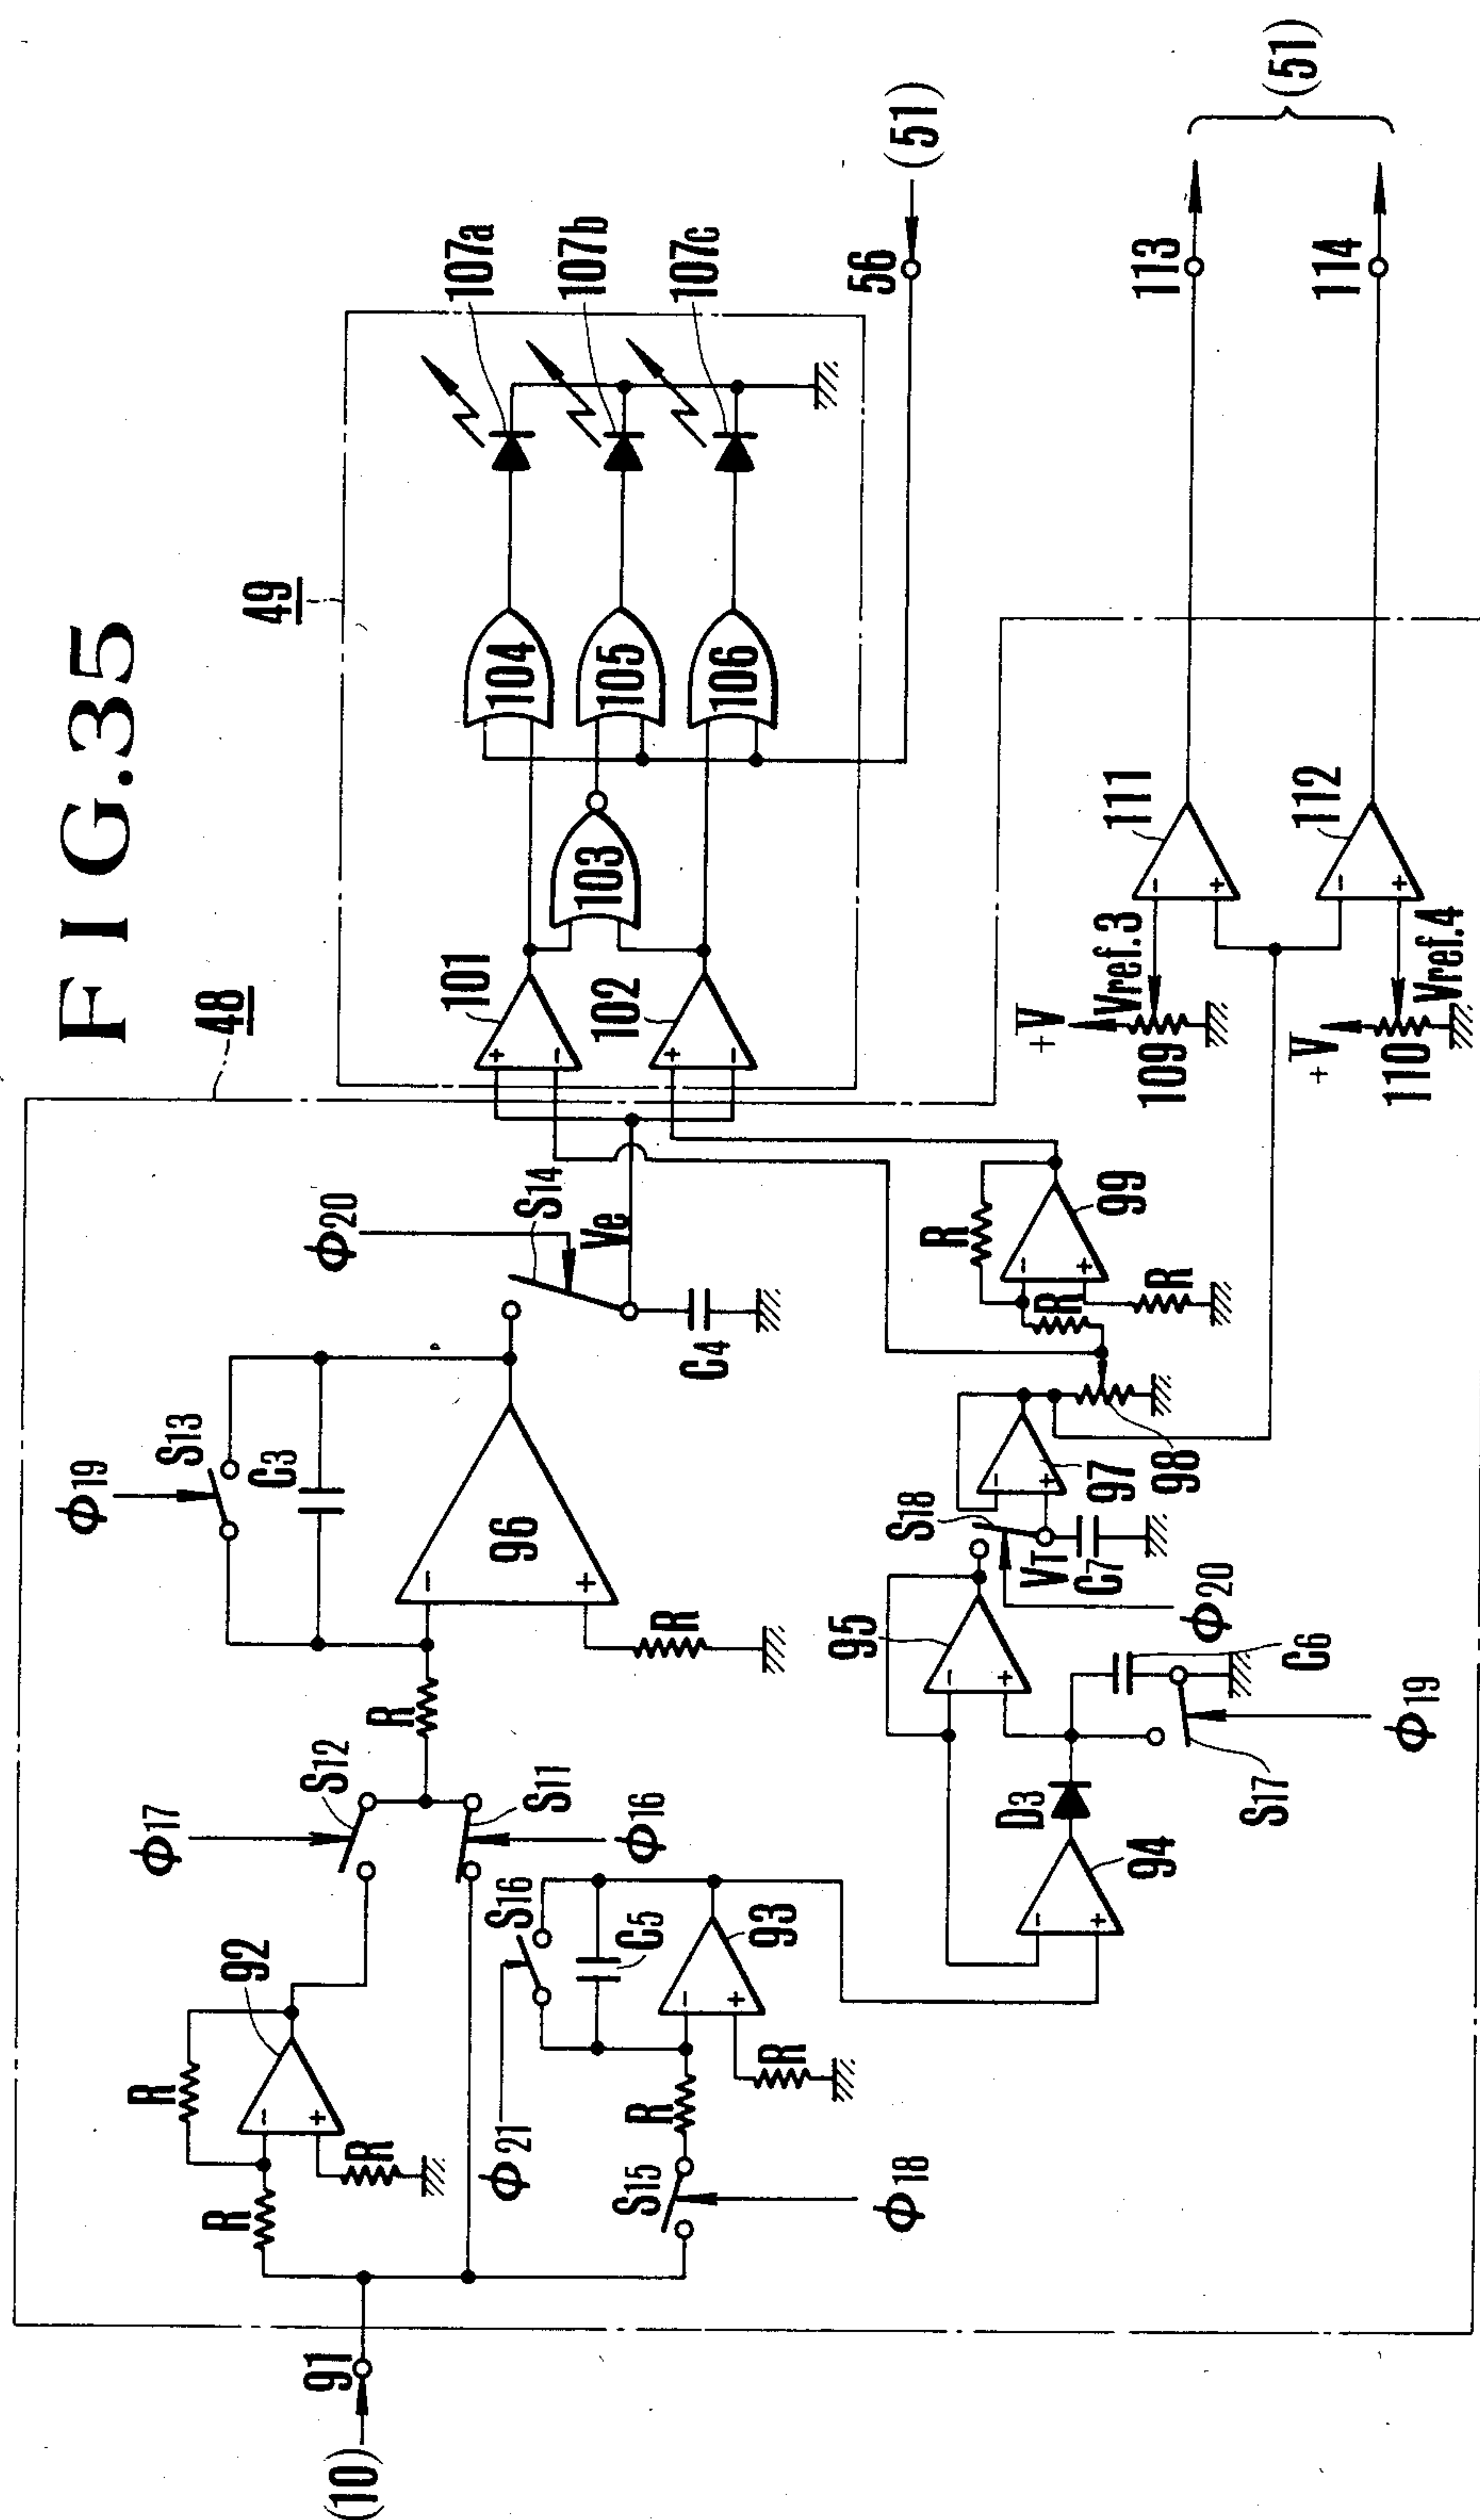 FIG.35
(10)
91
48
49
R
R
R
92
Φ17
S12
Φ16
S11
R
Φ19
S13
C3
96
R
Φ20
S14
Ve
C4
101
102
103
104
105
106
107a
107b
107c
56
(51)
Φ21
S16
C5
93
R
R
S15
Φ18
94
D3
95
S17
Φ19
C6
Φ20
S18
VT
C7
97
98
R
R
R
99
+V
109
Vref.3
+V
110
Vref.4
111
112
113
114
(51)
- + - + - + - + - + - + - +
+ - + - - + - +